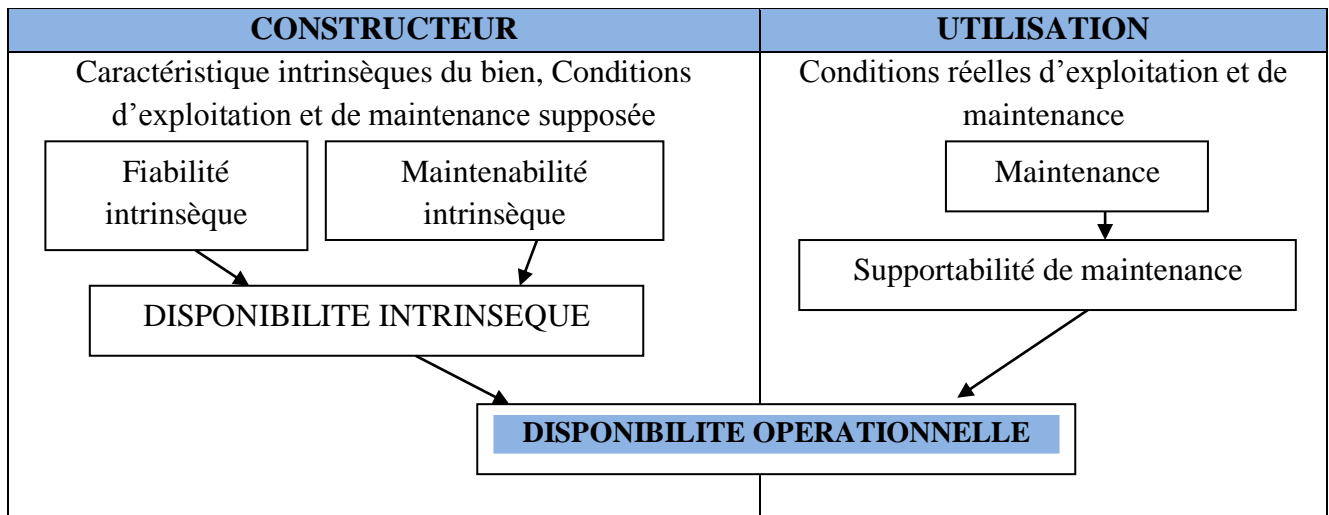 CONSTRUCTEUR
UTILISATION
Caractéristique intrinsèques du bien, Conditions
d’exploitation et de maintenance supposée
Conditions réelles d’exploitation et de
maintenance
Fiabilité
intrinsèque
Maintenabilité
intrinsèque
Maintenance
Supportabilité de maintenance
DISPONIBILITE INTRINSEQUE
DISPONIBILITE OPERATIONNELLE